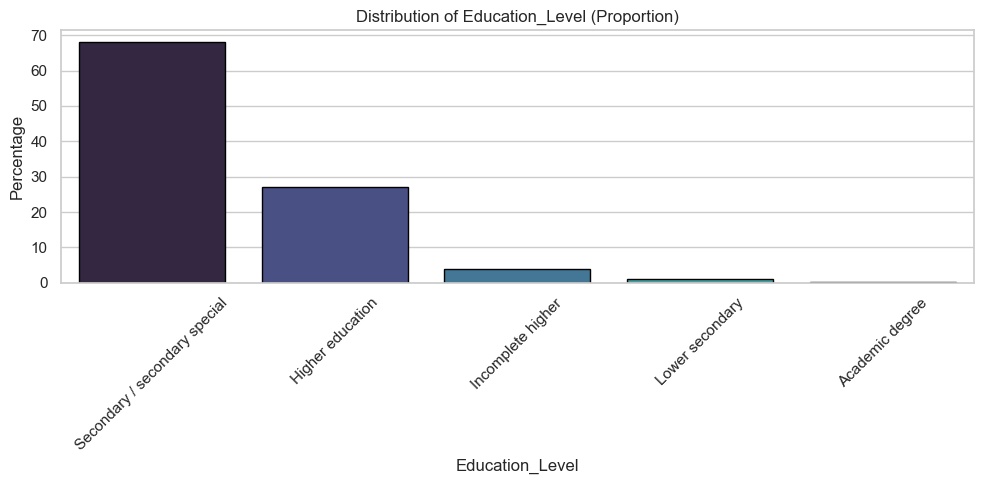 Distribution of Education_Level (Proportion)
Percentage
70
60
50
40
30
20
10
0
Secondary / secondary special
Higher education
Incomplete higher
Lower secondary
Academic degree
Education_Level